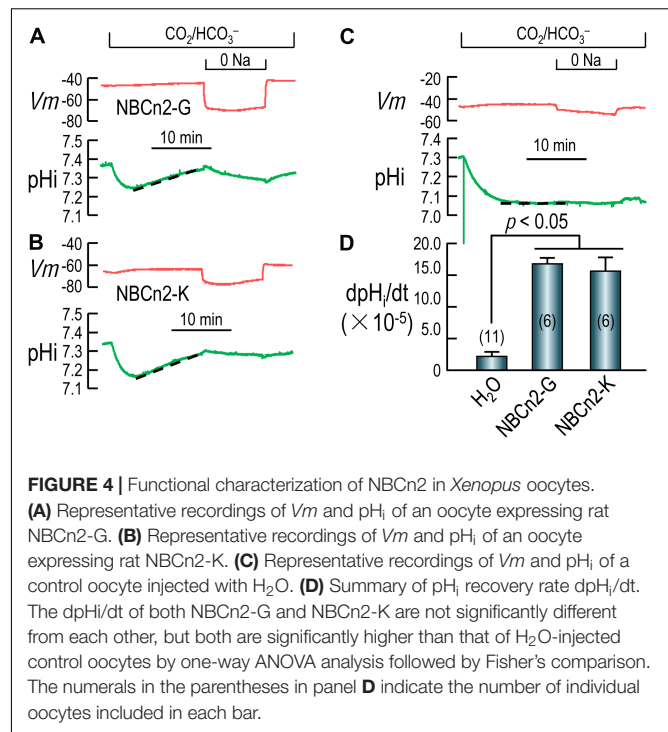 A
CO₂/HCO₃⁻
0 Na
-40
-60
-80
Vm
NBCn2-G
10 min
7.5
7.4
7.3
7.2
7.1
pHi
B
-40
-60
-80
Vm
NBCn2-K
10 min
7.4
7.3
7.2
7.1
pHi
C
CO₂/HCO₃⁻
0 Na
-20
-40
-60
Vm
10 min
7.3
7.2
7.1
7.0
pHi
D
p < 0.05
20.0
15.0
10.0
5.0
0
dpHᵢ/dt
(×10⁻⁵)
(11)
(6)
(6)
H₂O
NBCn2-G
NBCn2-K
FIGURE 4 | Functional characterization of NBCn2 in Xenopus oocytes.
(A) Representative recordings of Vm and pHᵢ of an oocyte expressing rat
NBCn2-G. (B) Representative recordings of Vm and pHᵢ of an oocyte
expressing rat NBCn2-K. (C) Representative recordings of Vm and pHᵢ of a
control oocyte injected with H₂O. (D) Summary of pHᵢ recovery rate dpHᵢ/dt.
The dpHi/dt of both NBCn2-G and NBCn2-K are not significantly different
from each other, but both are significantly higher than that of H₂O-injected
control oocytes by one-way ANOVA analysis followed by Fisher's comparison.
The numerals in the parentheses in panel D indicate the number of individual
oocytes included in each bar.